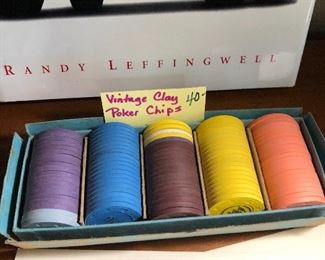 RANDY LEFFINGWELL
Vintage Clay 40-
Poker Chips